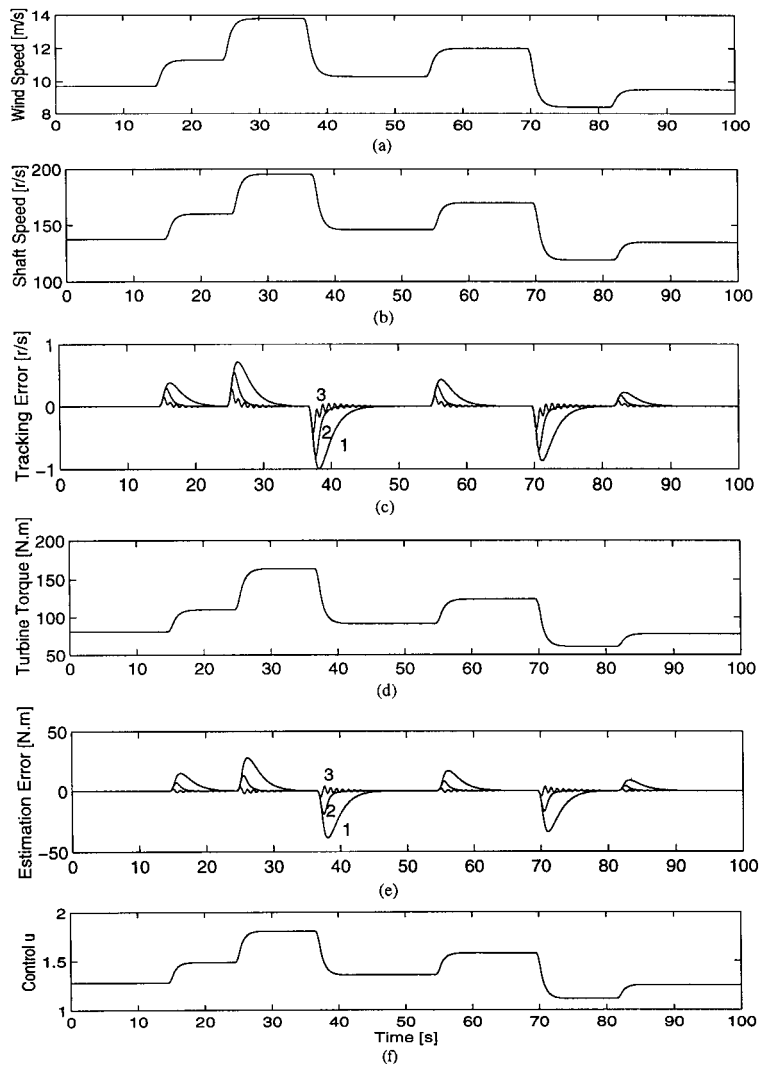 Wind Speed [m/s]
14
12
10
8
0 10 20 30 40 50 60 70 80 90 100
(a)
Shaft Speed [r/s]
200
150
100
0 10 20 30 40 50 60 70 80 90 100
(b)
Tracking Error [r/s]
1
0
-1
3
2
1
0 10 20 30 40 50 60 70 80 90 100
(c)
Turbine Torque [N.m]
200
150
100
50
0 10 20 30 40 50 60 70 80 90 100
(d)
Estimation Error [N.m]
50
0
-50
3
2
1
0 10 20 30 40 50 60 70 80 90 100
(e)
Control u
2
1.5
1
0 10 20 30 40 50 60 70 80 90 100
Time [s]
(f)